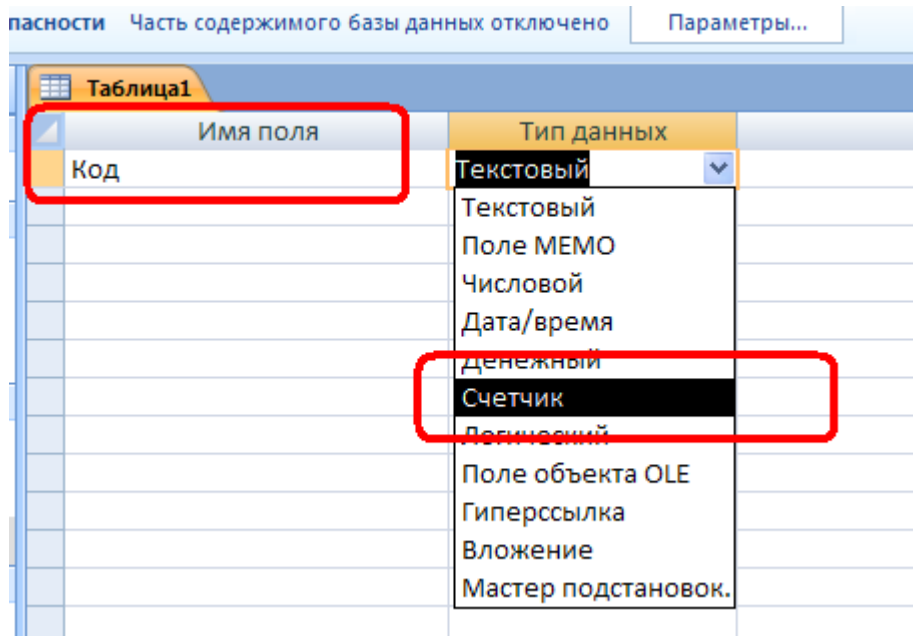 пасности Часть содержимого базы данных отключено Параметры...
Таблица1
Имя поля Тип данных
Код Текстовый
Текстовый
Поле МЕМО
Числовой
Дата/время
Денежный
Счетчик
Логический
Поле объекта OLE
Гиперссылка
Вложение
Мастер подстановок.